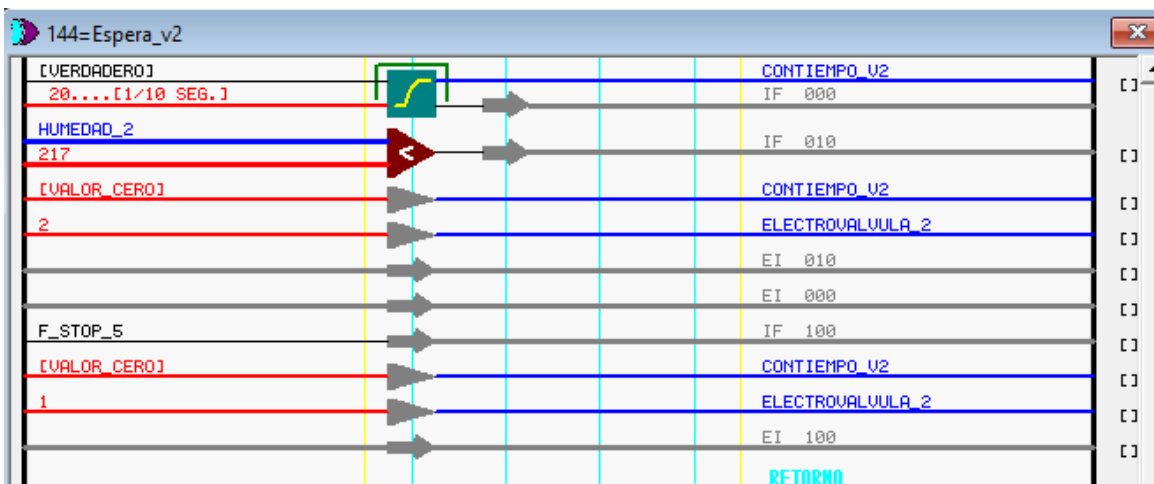 144=Espera_v2
[VERDADERO] CONTIEMPO_V2
20....[1/10 SEG.] IF 000
HUMEDAD_2 IF 010
217 <
[VALOR_CERO] CONTIEMPO_V2
2 ELECTROVALVULA_2
EI 010
EI 000
F_STOP_5 IF 100
[VALOR_CERO] CONTIEMPO_V2
1 ELECTROVALVULA_2
EI 100
RETORNO